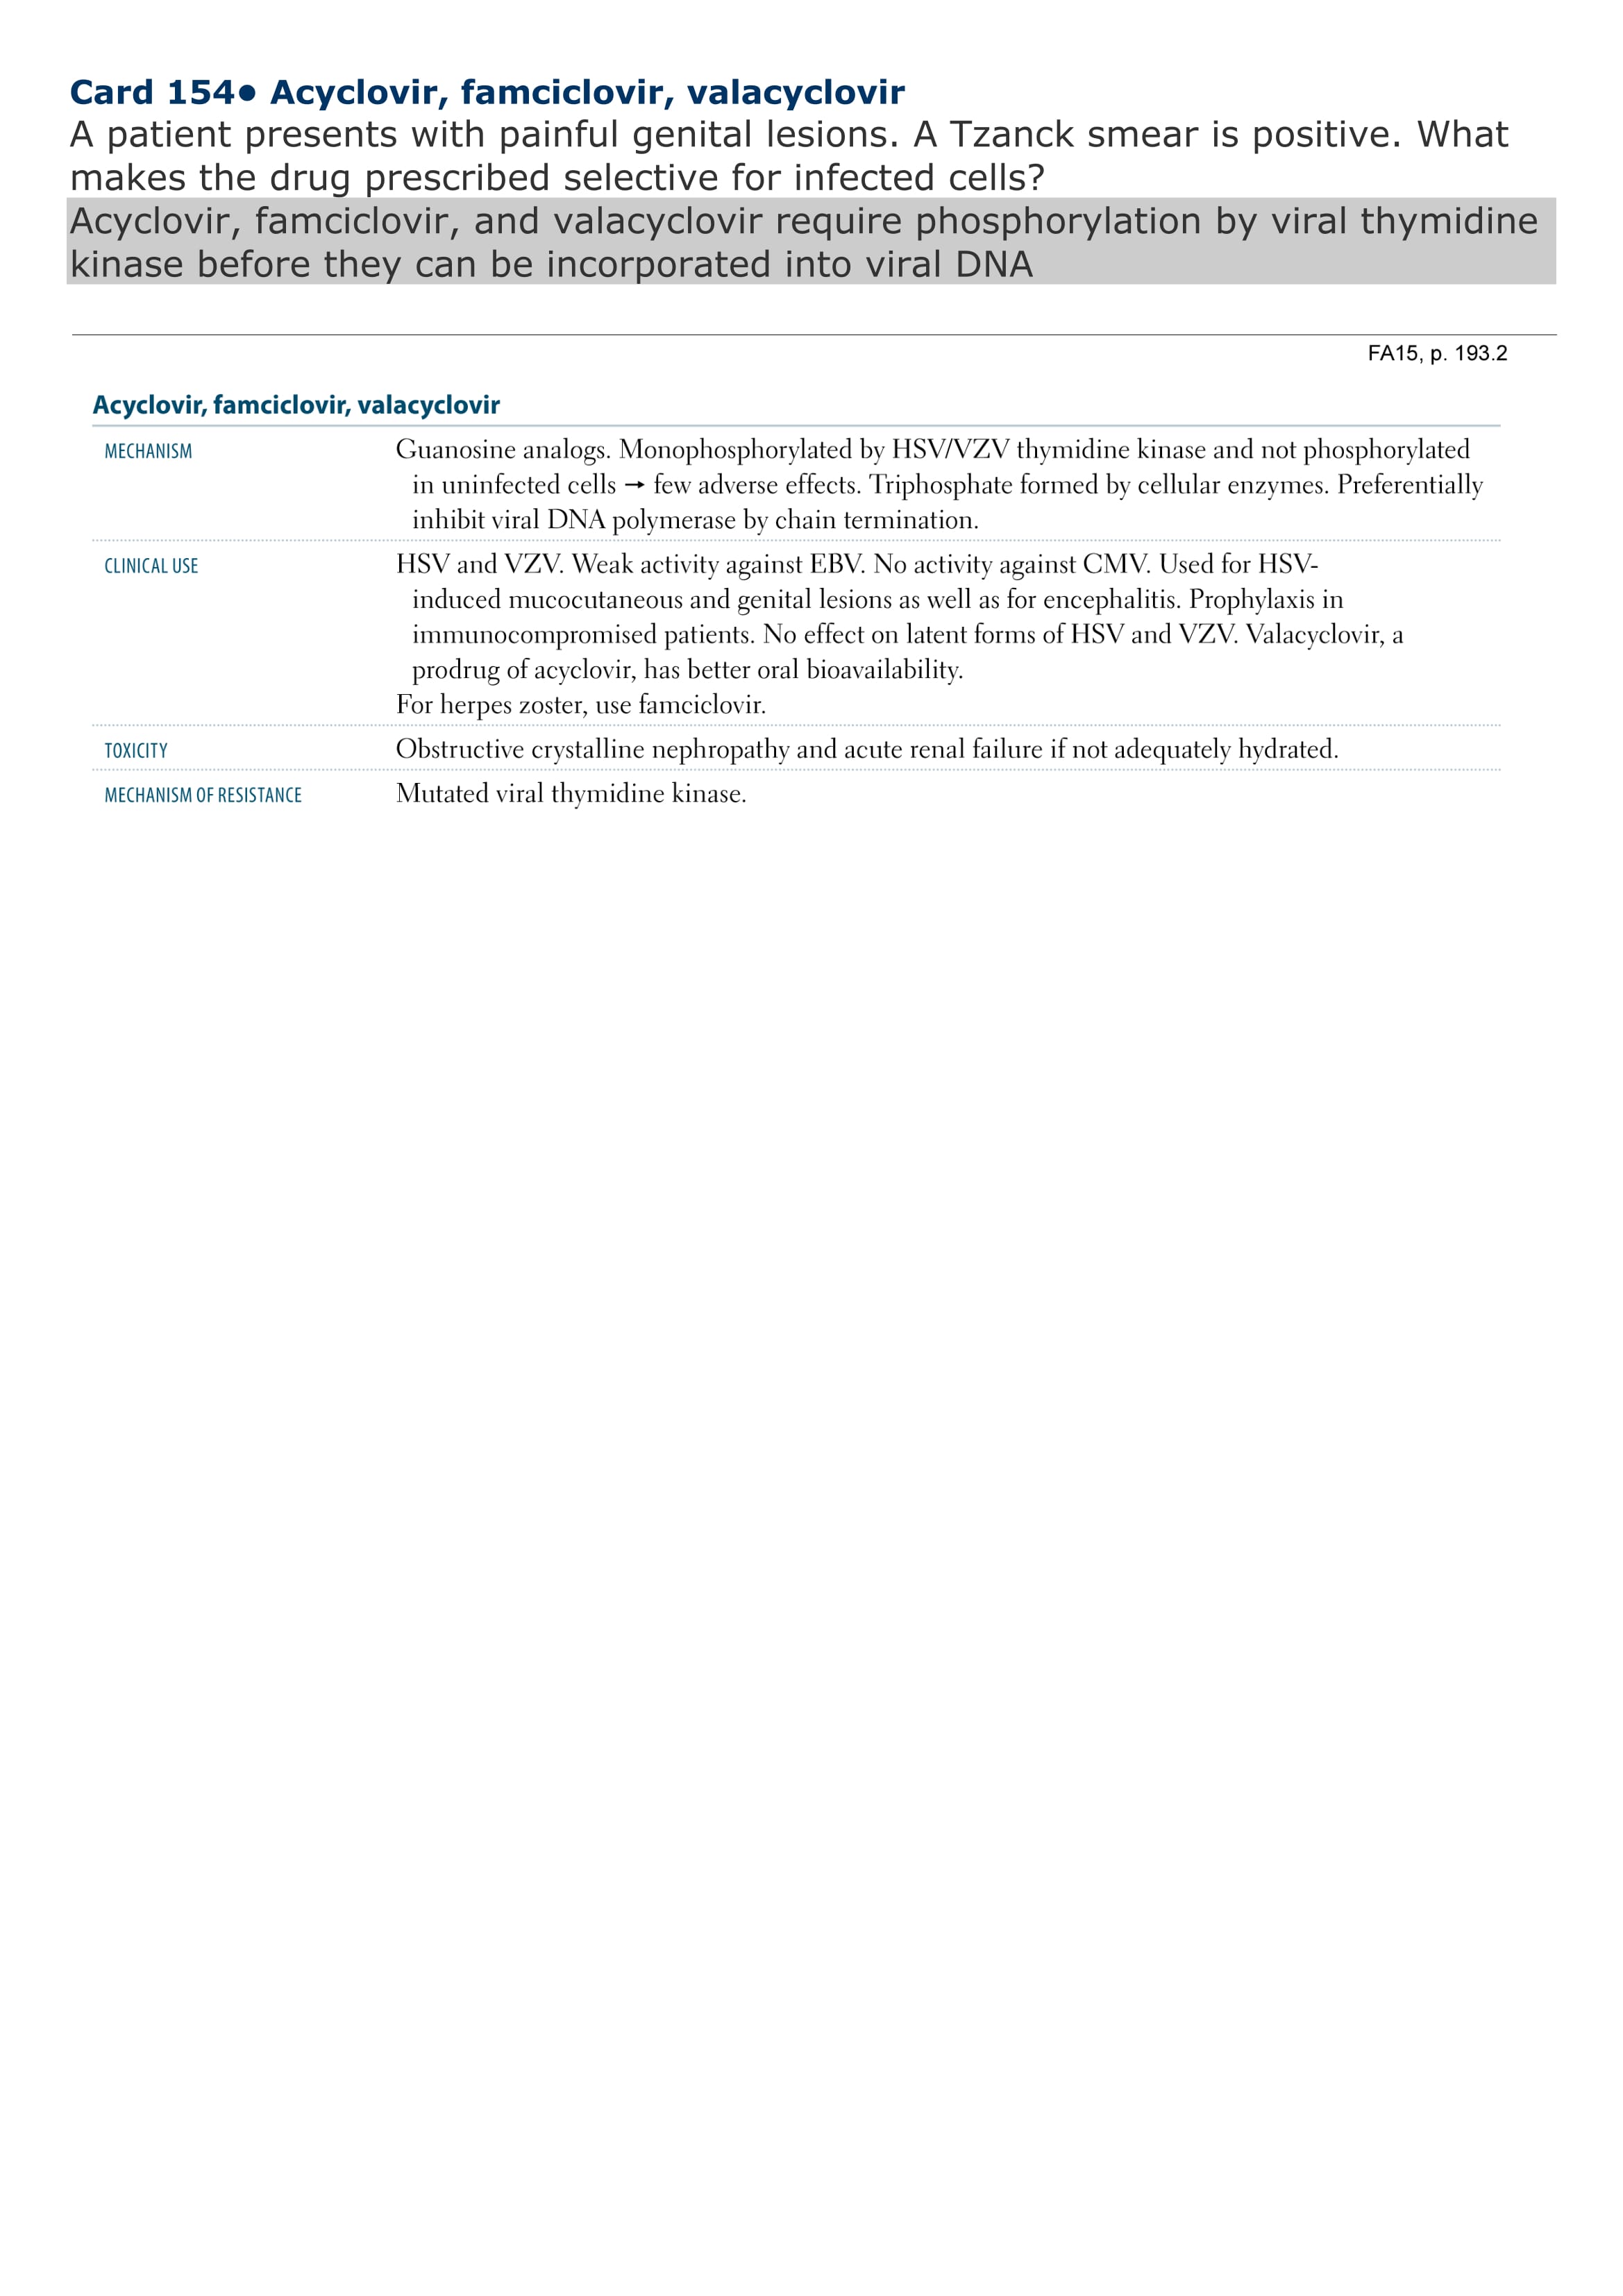 Card 154• Acyclovir, famciclovir, valacyclovir
A patient presents with painful genital lesions. A Tzanck smear is positive. What
makes the drug prescribed selective for infected cells?
Acyclovir, famciclovir, and valacyclovir require phosphorylation by viral thymidine
kinase before they can be incorporated into viral DNA
FA15, p. 193.2
Acyclovir, famciclovir, valacyclovir
MECHANISM Guanosine analogs. Monophosphorylated by HSV/VZV thymidine kinase and not phosphorylated
in uninfected cells → few adverse effects. Triphosphate formed by cellular enzymes. Preferentially
inhibit viral DNA polymerase by chain termination.
CLINICAL USE HSV and VZV. Weak activity against EBV. No activity against CMV. Used for HSV-
induced mucocutaneous and genital lesions as well as for encephalitis. Prophylaxis in
immunocompromised patients. No effect on latent forms of HSV and VZV. Valacyclovir, a
prodrug of acyclovir, has better oral bioavailability.
For herpes zoster, use famciclovir.
TOXICITY Obstructive crystalline nephropathy and acute renal failure if not adequately hydrated.
MECHANISM OF RESISTANCE Mutated viral thymidine kinase.